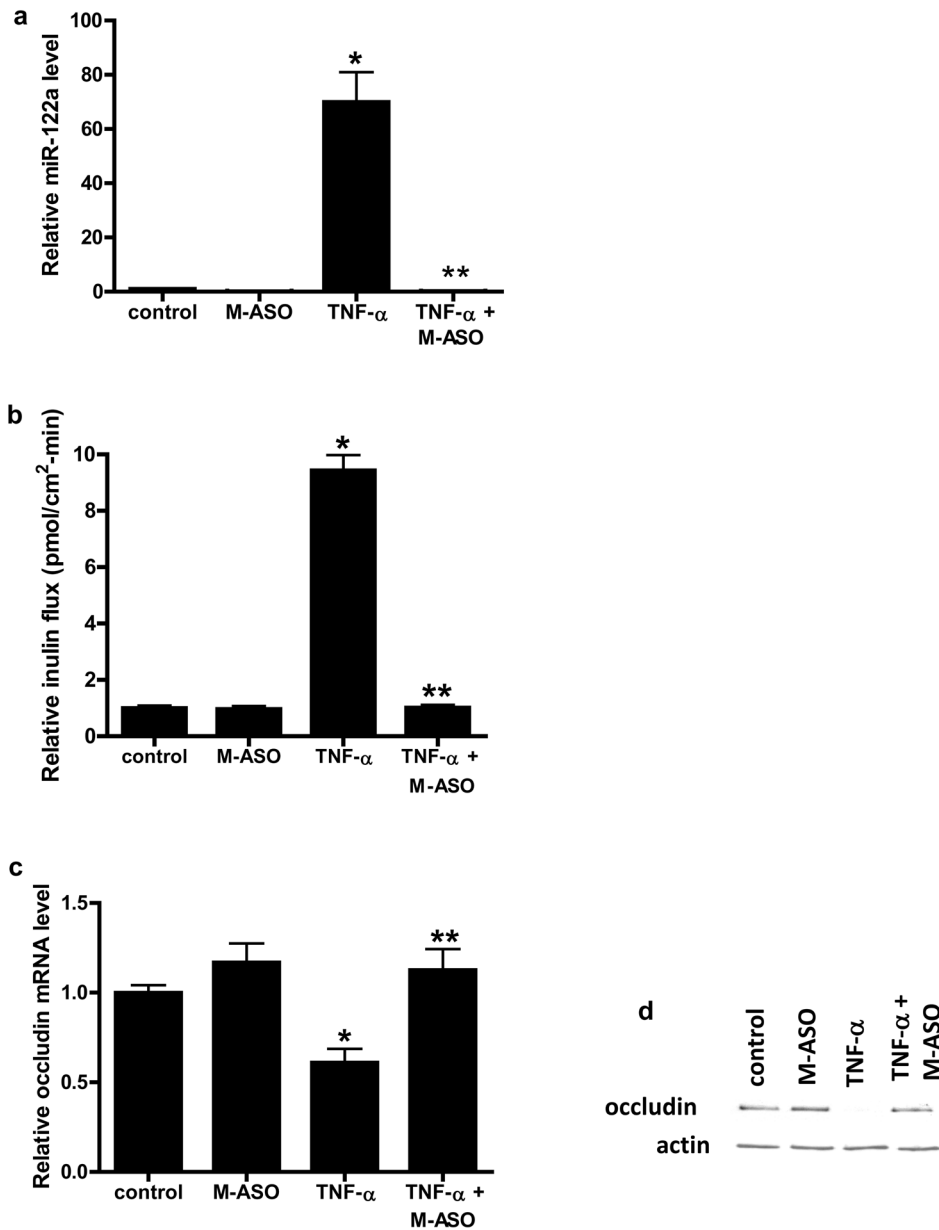 a
Relative miR-122a level
100
80
60
40
20
0
*
**
control
M-ASO
TNF-α
TNF-α +
M-ASO
b
Relative inulin flux (pmol/cm²-min)
10
8
6
4
2
0
*
**
control
M-ASO
TNF-α
TNF-α +
M-ASO
c
Relative occludin mRNA level
1.5
1.0
0.5
0.0
*
**
control
M-ASO
TNF-α
TNF-α +
M-ASO
d
control
M-ASO
TNF-α
TNF-α +
M-ASO
occludin
actin